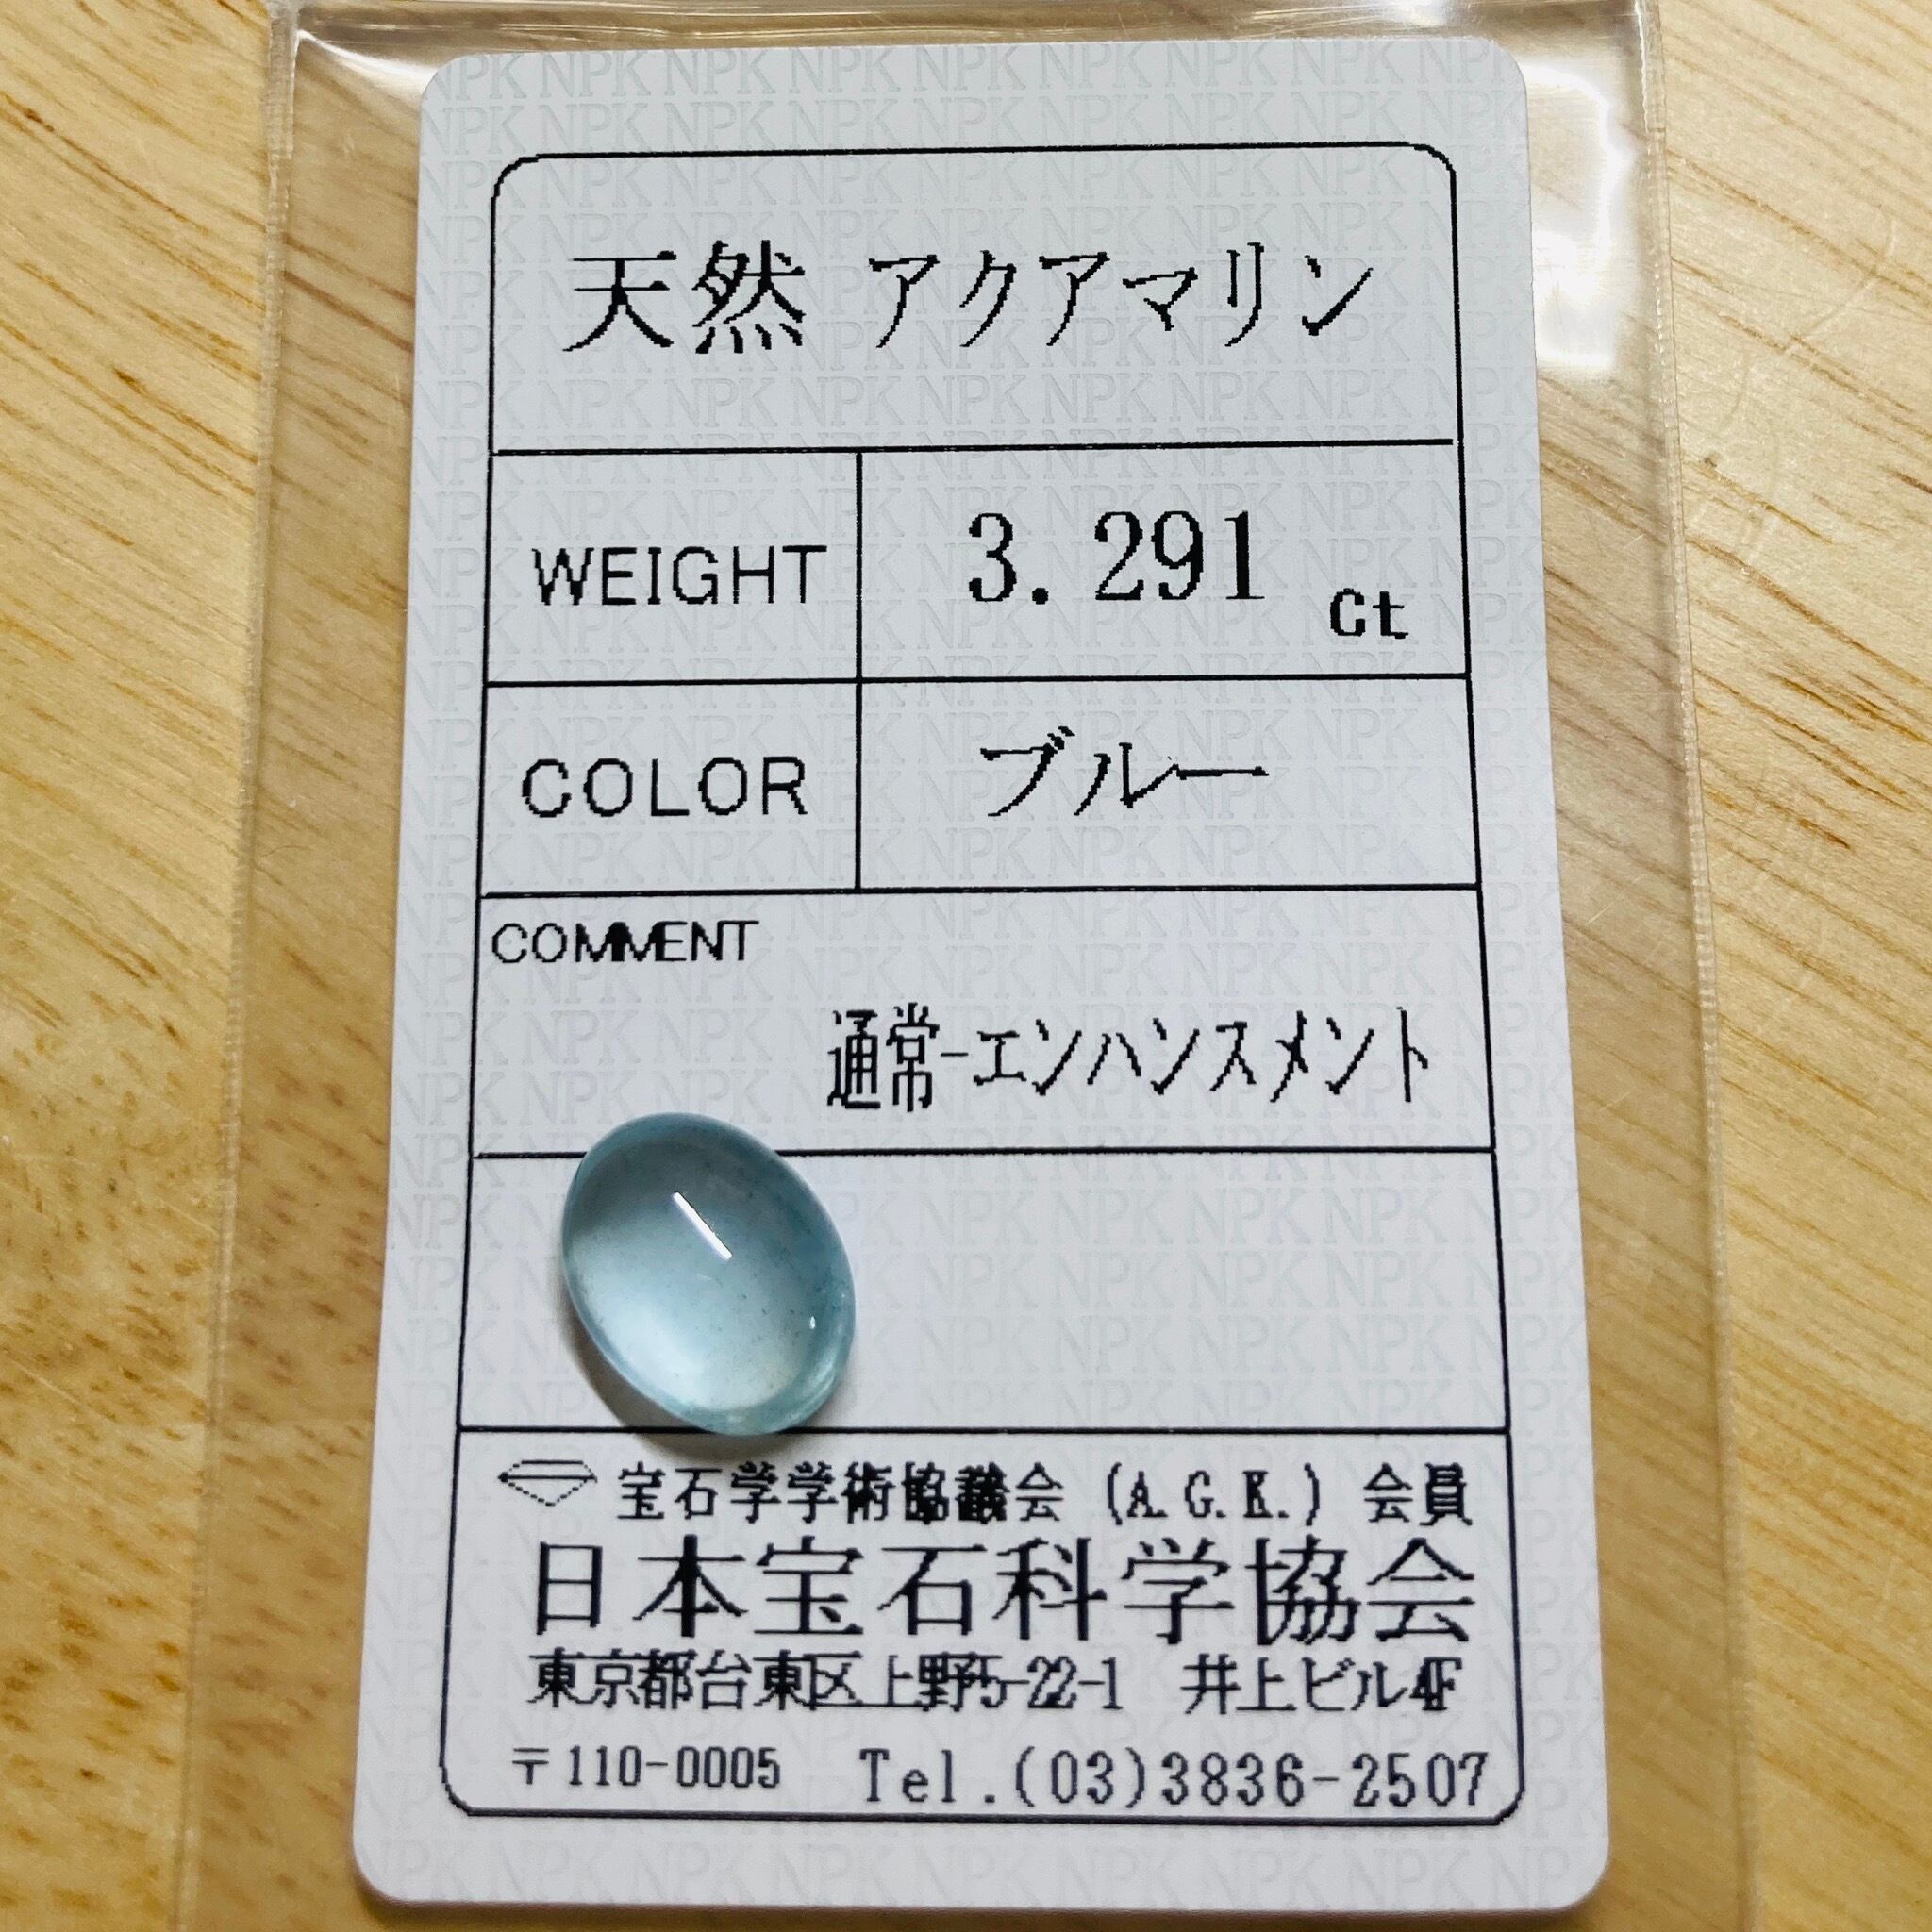 天然 アクアマリン
WEIGHT 3.291 Ct
COLOR ブルー
COMMENT
通常-エンハンスメント
宝石学学術協議会 (A.G.K.) 会員
日本宝石科学協会
東京都台東区上野5-22-1 井上ビル4F
〒110-0005 Tel.(03)3836-2507